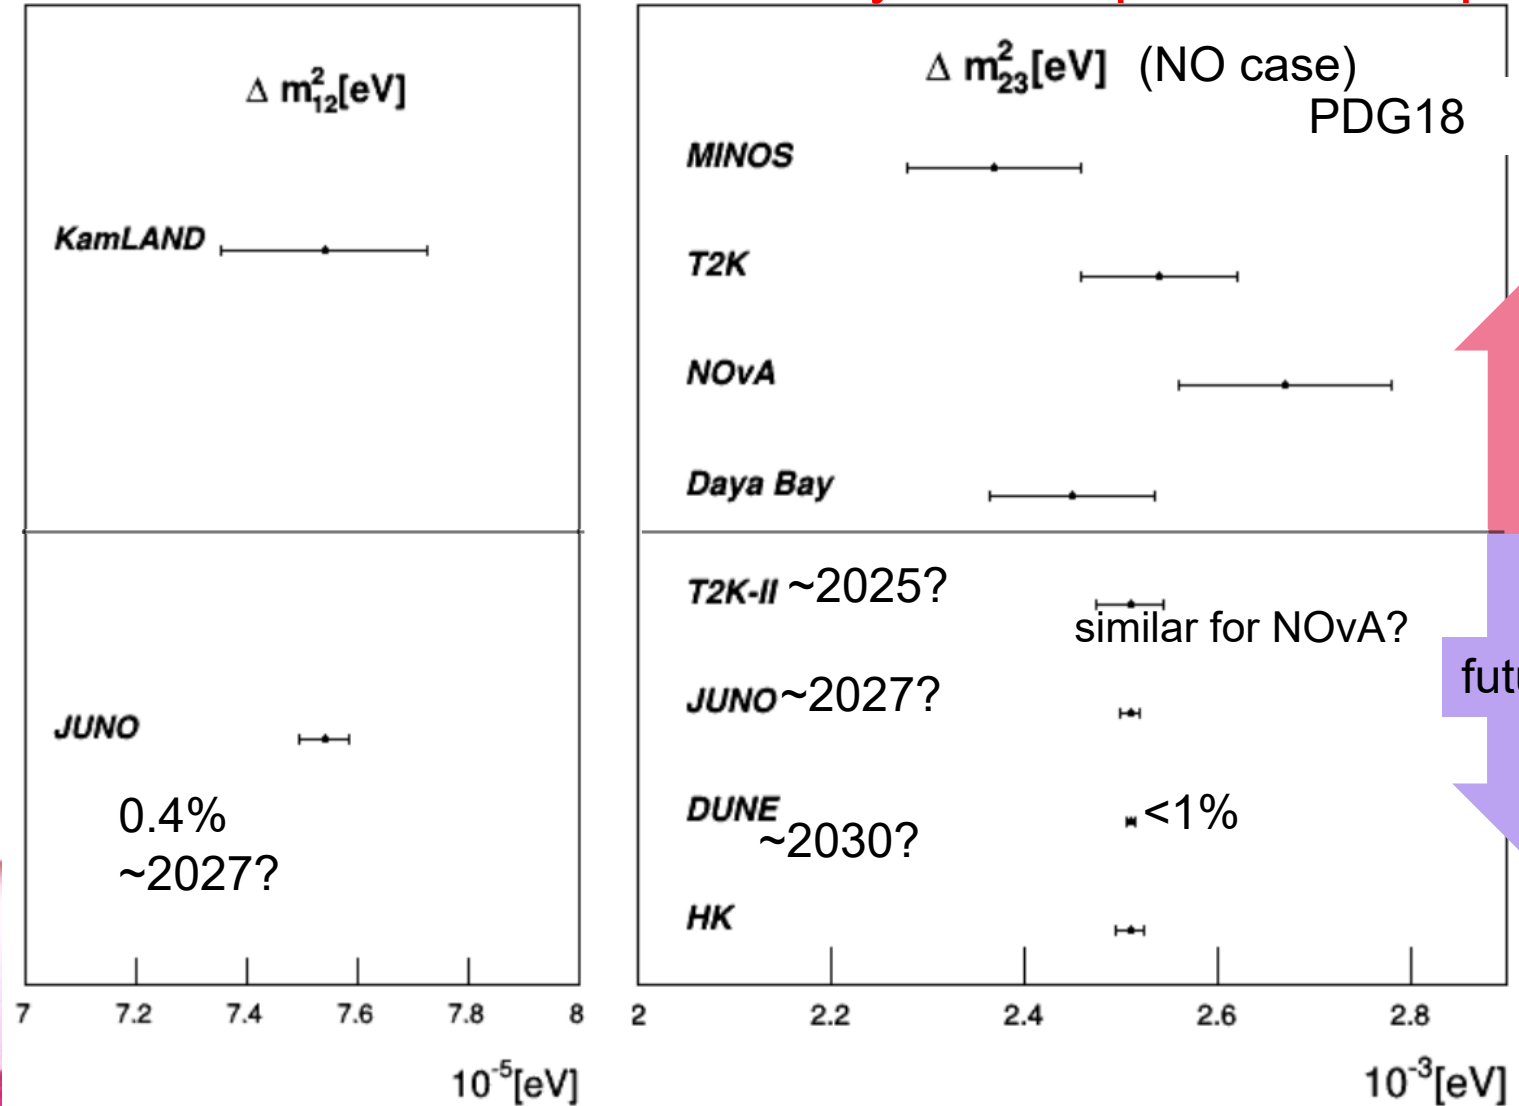 Δ m²₁₂[eV]
KamLAND
JUNO
0.4%
~2027?
7 7.2 7.4 7.6 7.8 8
10⁻⁵[eV]
Δ m²₂₃[eV] (NO case)
PDG18
MINOS
T2K
NOvA
Daya Bay
T2K-II ~2025?
similar for NOvA?
JUNO ~2027?
DUNE <1%
~2030?
HK
2 2.2 2.4 2.6 2.8
10⁻³[eV]